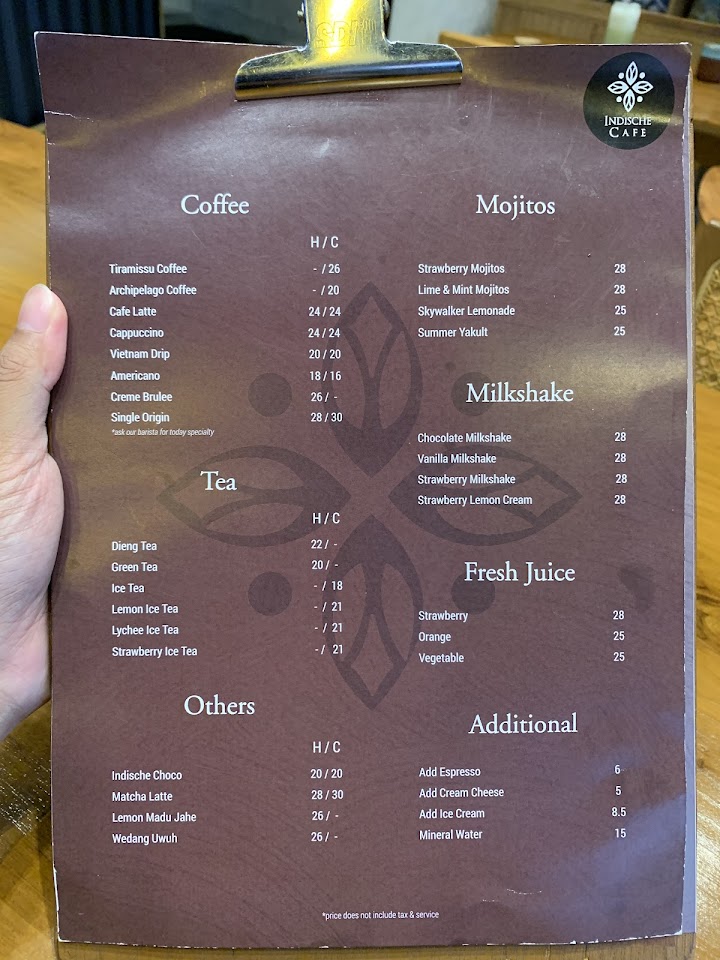 INDISCHE
CAFE
Coffee
H / C
Tiramissu Coffee - / 26
Archipelago Coffee - / 20
Cafe Latte 24 / 24
Cappuccino 24 / 24
Vietnam Drip 20 / 20
Americano 18 / 16
Creme Brulee 26 / -
Single Origin 28 / 30
*ask our barista for today specialty
Tea
H / C
Dieng Tea 22 / -
Green Tea 20 / -
Ice Tea - / 18
Lemon Ice Tea - / 21
Lychee Ice Tea - / 21
Strawberry Ice Tea - / 21
Others
H / C
Indische Choco 20 / 20
Matcha Latte 28 / 30
Lemon Madu Jahe 26 / -
Wedang Uwuh 26 / -
Mojitos
Strawberry Mojitos 28
Lime & Mint Mojitos 28
Skywalker Lemonade 25
Summer Yakult 25
Milkshake
Chocolate Milkshake 28
Vanilla Milkshake 28
Strawberry Milkshake 28
Strawberry Lemon Cream 28
Fresh Juice
Strawberry 28
Orange 25
Vegetable 25
Additional
Add Espresso 6
Add Cream Cheese 5
Add Ice Cream 8.5
Mineral Water 15
*price does not include tax & service